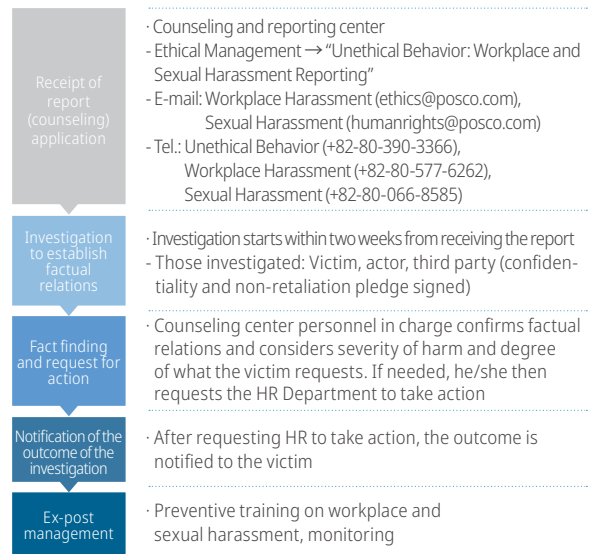 Receipt of
report
(counseling)
application
· Counseling and reporting center
- Ethical Management → “Unethical Behavior: Workplace and
Sexual Harassment Reporting”
- E-mail: Workplace Harassment (ethics@posco.com),
Sexual Harassment (humanrights@posco.com)
- Tel.: Unethical Behavior (+82-80-390-3366),
Workplace Harassment (+82-80-577-6262),
Sexual Harassment (+82-80-066-8585)
Investigation
to establish
factual
relations
· Investigation starts within two weeks from receiving the report
- Those investigated: Victim, actor, third party (confiden-
tiality and non-retaliation pledge signed)
Fact finding
and request for
action
· Counseling center personnel in charge confirms factual
relations and considers severity of harm and degree
of what the victim requests. If needed, he/she then
requests the HR Department to take action
Notification of the
outcome of the
investigation
· After requesting HR to take action, the outcome is
notified to the victim
Ex-post
management
· Preventive training on workplace and
sexual harassment, monitoring